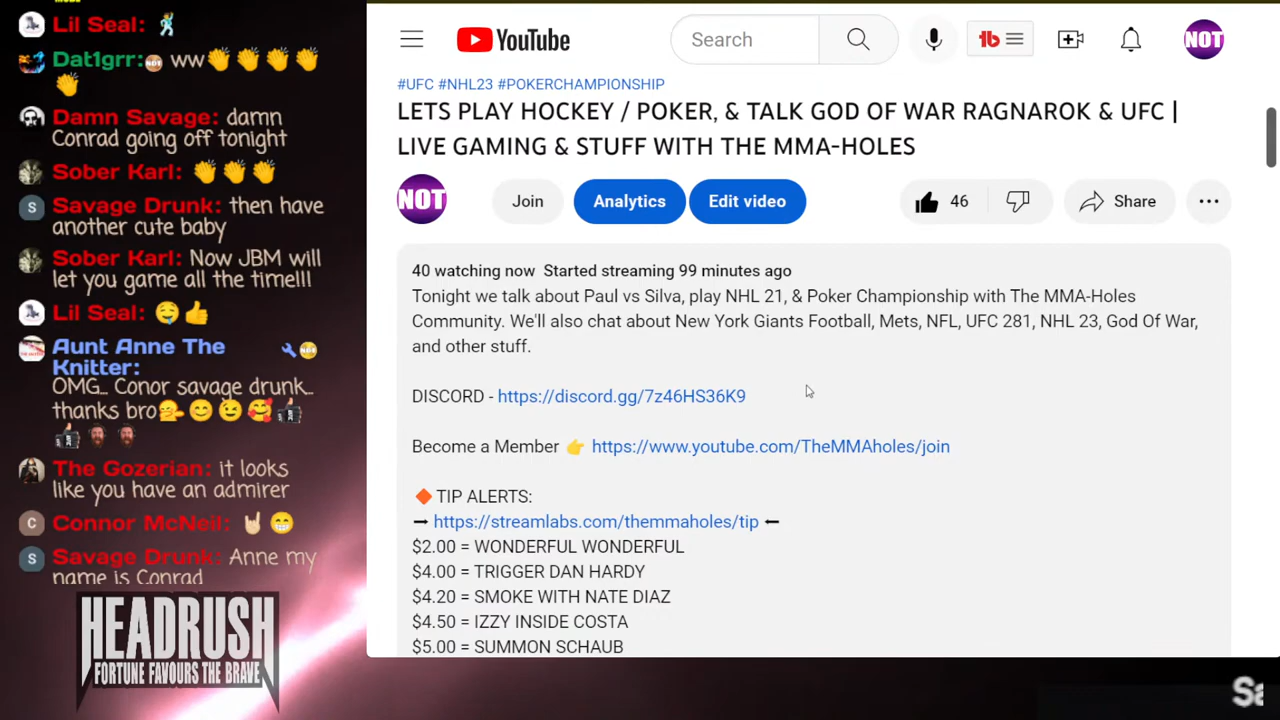 Lil Seal: 🕺
Dat1grr: ww👏👏👏👏
👏
Damn Savage: damn
Conrad going off tonight
Sober Karl: 👏👏👏
S Savage Drunk: then have
another cute baby
Sober Karl: Now JBM will
let you game all the time!!!
Lil Seal: 🤤👍
Aunt Anne The
Knitter:
OMG... Conor savage drunk..
thanks bro🤗😊😉🥰
The Gozerian: it looks
like you have an admirer
C Connor McNeil: 🤘🏻😁
S Savage Drunk: Anne my
name is Conrad
HEADRUSH
FORTUNE FAVOURS THE BRAVE
YouTube
Search
tb
NOT
#UFC #NHL23 #POKERCHAMPIONSHIP
LETS PLAY HOCKEY / POKER, & TALK GOD OF WAR RAGNAROK & UFC |
LIVE GAMING & STUFF WITH THE MMA-HOLES
NOT
Join
Analytics
Edit video
46
Share
40 watching now Started streaming 99 minutes ago
Tonight we talk about Paul vs Silva, play NHL 21, & Poker Championship with The MMA-Holes
Community. We'll also chat about New York Giants Football, Mets, NFL, UFC 281, NHL 23, God Of War,
and other stuff.
DISCORD - https://discord.gg/7z46HS36K9
Become a Member 👉 https://www.youtube.com/TheMMAholes/join
🔶 TIP ALERTS:
➡ https://streamlabs.com/themmaholes/tip ⬅
$2.00 = WONDERFUL WONDERFUL
$4.00 = TRIGGER DAN HARDY
$4.20 = SMOKE WITH NATE DIAZ
$4.50 = IZZY INSIDE COSTA
$5.00 = SUMMON SCHAUB
Sa